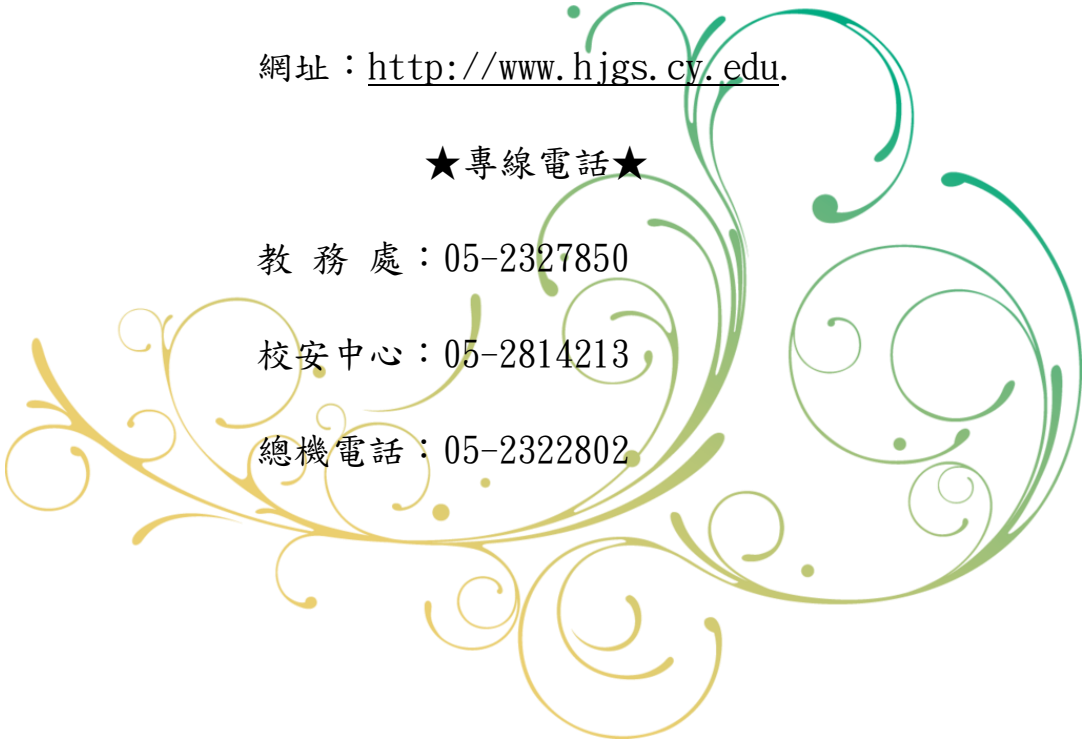 網址：http://www.hjgs.cy.edu.
★專線電話★
教 務 處：05-2327850
校安中心：05-2814213
總機電話：05-2322802